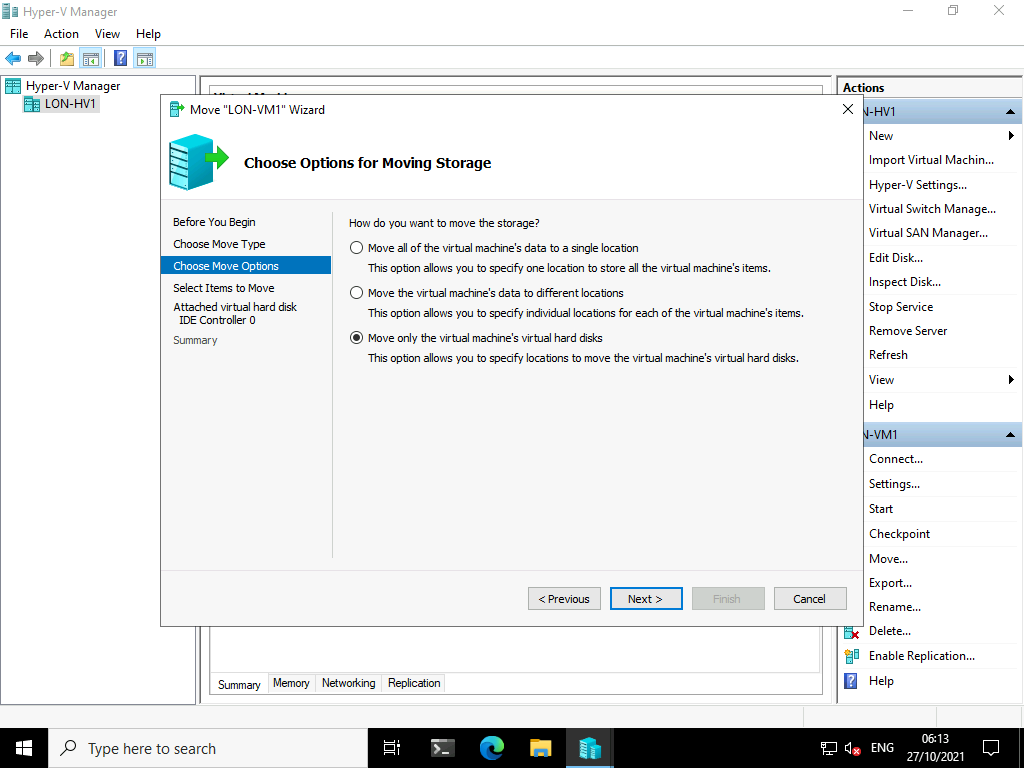 Hyper-V Manager
File Action View Help
Hyper-V Manager
LON-HV1
Move "LON-VM1" Wizard
Choose Options for Moving Storage
Before You Begin
Choose Move Type
Choose Move Options
Select Items to Move
Attached virtual hard disk
IDE Controller 0
Summary
How do you want to move the storage?
Move all of the virtual machine's data to a single location
This option allows you to specify one location to store all the virtual machine's items.
Move the virtual machine's data to different locations
This option allows you to specify individual locations for each of the virtual machine's items.
Move only the virtual machine's virtual hard disks
This option allows you to specify locations to move the virtual machine's virtual hard disks.
< Previous
Next >
Finish
Cancel
Summary Memory Networking Replication
Actions
N-HV1
New
Import Virtual Machin...
Hyper-V Settings...
Virtual Switch Manage...
Virtual SAN Manager...
Edit Disk...
Inspect Disk...
Stop Service
Remove Server
Refresh
View
Help
N-VM1
Connect...
Settings...
Start
Checkpoint
Move...
Export...
Rename...
Delete...
Enable Replication...
Help
Type here to search
ENG
06:13
27/10/2021